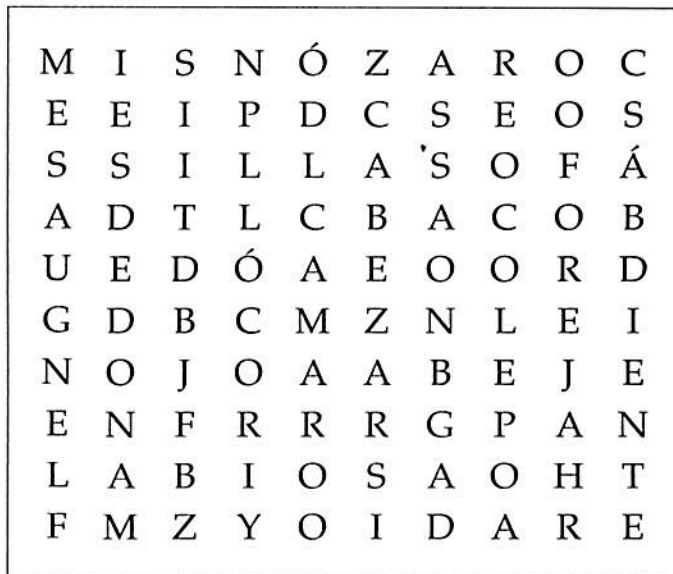 M I S N Ó Z A R O C
E E I P D C S E O S
S S I L L A S O F Á
A D T L C B A C O B
U E D Ó A E O O R D
G D B C M Z N L E I
N O J O A A B E J E
E N F R R R G P A N
L A B I O S A O H T
F M Z Y O I D A R E